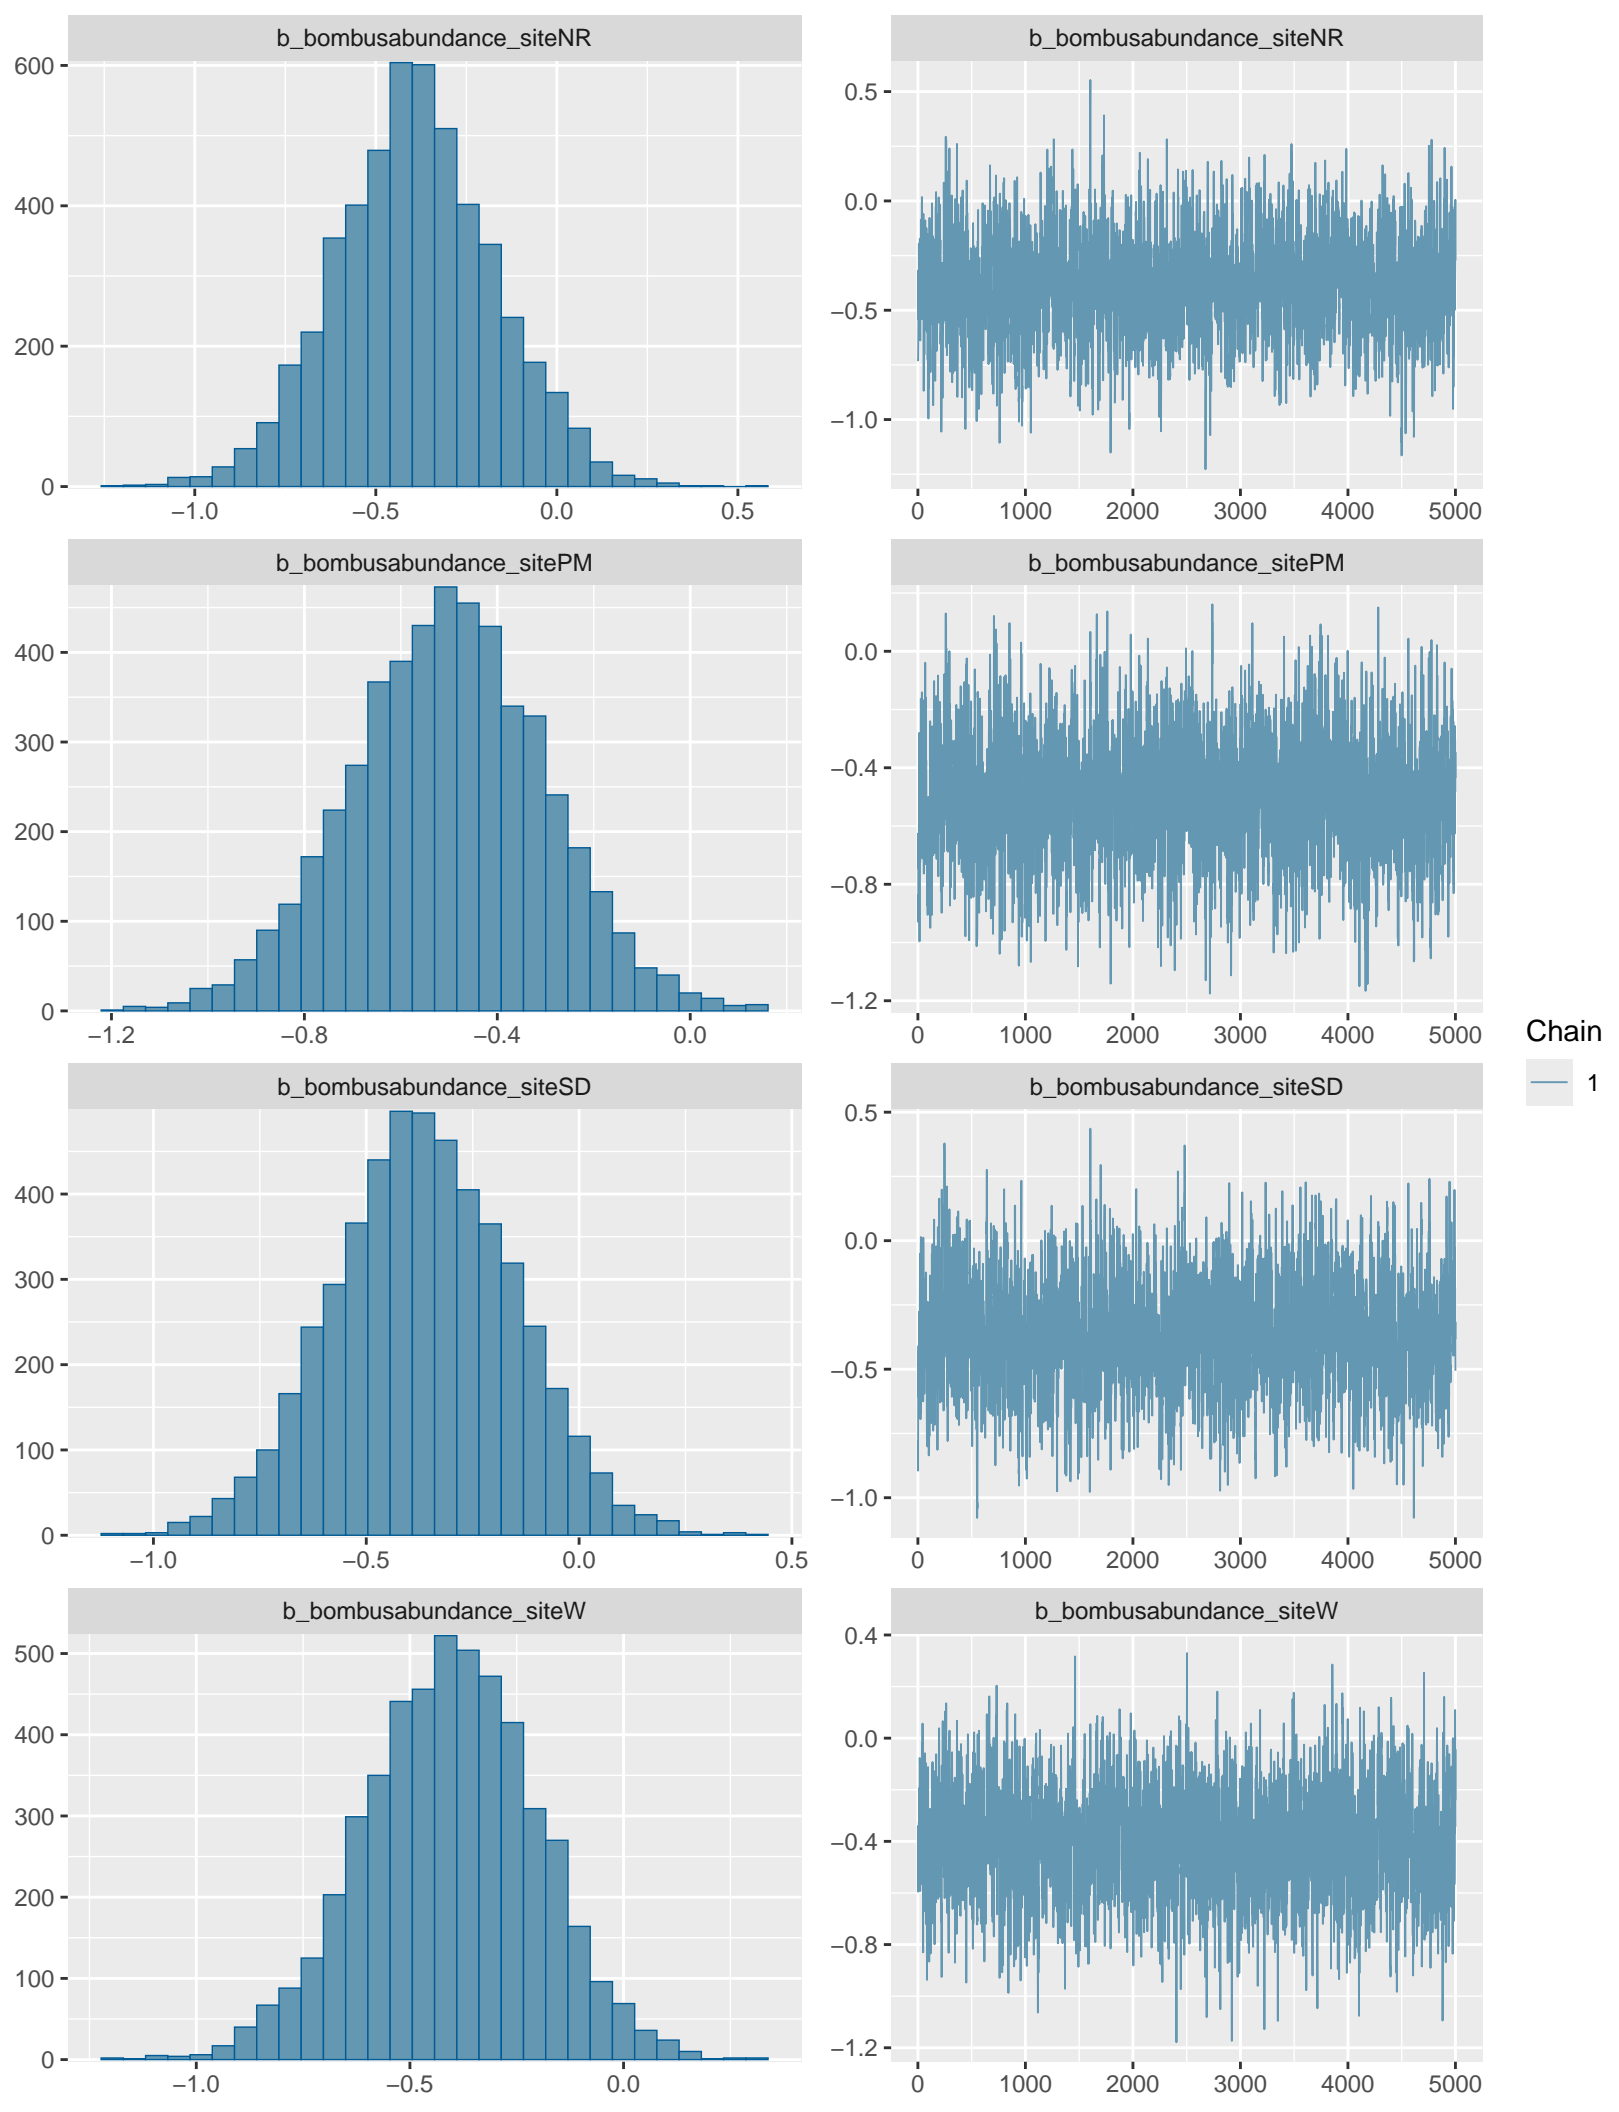 b_bombusabundance_siteNR
b_bombusabundance_siteNR
600
400
200
0
−1.0 −0.5 0.0 0.5
0.5
0.0
−0.5
−1.0
0 1000 2000 3000 4000 5000
b_bombusabundance_sitePM
b_bombusabundance_sitePM
400
300
200
100
0
−1.2 −0.8 −0.4 0.0
0.0
−0.4
−0.8
−1.2
0 1000 2000 3000 4000 5000
Chain
1
b_bombusabundance_siteSD
b_bombusabundance_siteSD
400
300
200
100
0
−1.0 −0.5 0.0 0.5
0.5
0.0
−0.5
−1.0
0 1000 2000 3000 4000 5000
b_bombusabundance_siteW
b_bombusabundance_siteW
500
400
300
200
100
0
−1.0 −0.5 0.0
0.4
0.0
−0.4
−0.8
−1.2
0 1000 2000 3000 4000 5000